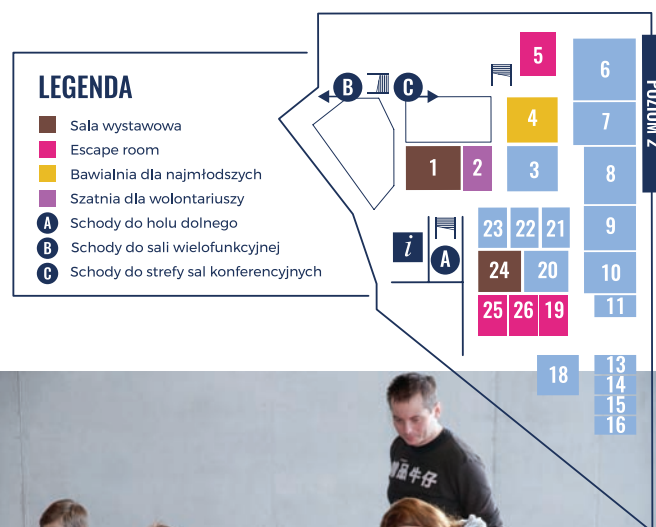 LEGENDA
Sala wystawowa
Escape room
Bawialnia dla najmłodszych
Szatnia dla wolontariuszy
A Schody do holu dolnego
B Schody do sali wielofunkcyjnej
C Schody do strefy sal konferencyjnych
B
C
5
6
4
7
1
2
3
8
POZIOM 2
i
A
23
22
21
9
24
20
10
25
26
19
11
18
13
14
15
16
牛仔